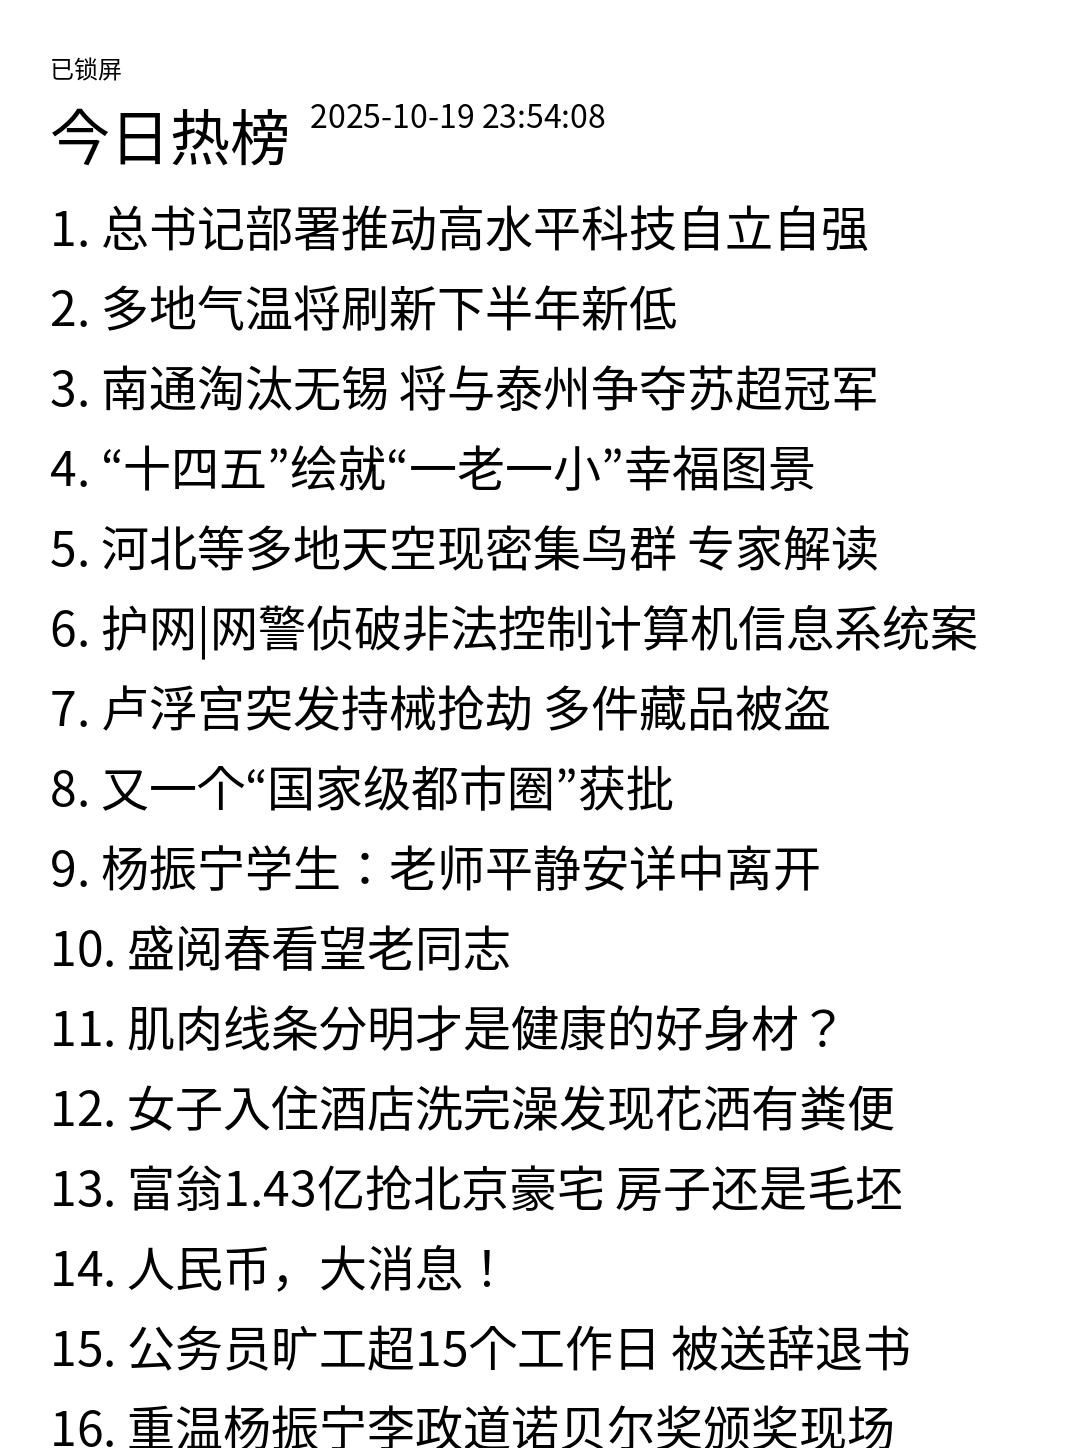 已锁屏
今日热榜 2025-10-19 23:54:08
1. 总书记部署推动高水平科技自立自强
2. 多地气温将刷新下半年新低
3. 南通淘汰无锡 将与泰州争夺苏超冠军
4. “十四五”绘就“一老一小”幸福图景
5. 河北等多地天空现密集鸟群 专家解读
6. 护网|网警侦破非法控制计算机信息系统案
7. 卢浮宫突发持械抢劫 多件藏品被盗
8. 又一个“国家级都市圈”获批
9. 杨振宁学生：老师平静安详中离开
10. 盛阅春看望老同志
11. 肌肉线条分明才是健康的好身材？
12. 女子入住酒店洗完澡发现花洒有粪便
13. 富翁1.43亿抢北京豪宅 房子还是毛坯
14. 人民币，大消息！
15. 公务员旷工超15个工作日 被送辞退书
16. 重温杨振宁李政道诺贝尔奖颁奖现场